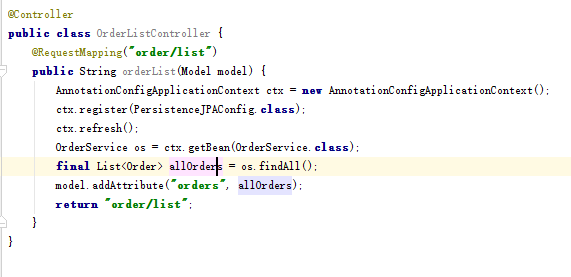 @Controller
public class OrderListController {
@RequestMapping("order/list")
public String orderList(Model model) {
AnnotationConfigApplicationContext ctx = new AnnotationConfigApplicationContext();
ctx.register(PersistenceJPAConfig.class);
ctx.refresh();
OrderService os = ctx.getBean(OrderService.class);
final List<Order> allOrders = os.findAll();
model.addAttribute("orders", allOrders);
return "order/list";
}
}